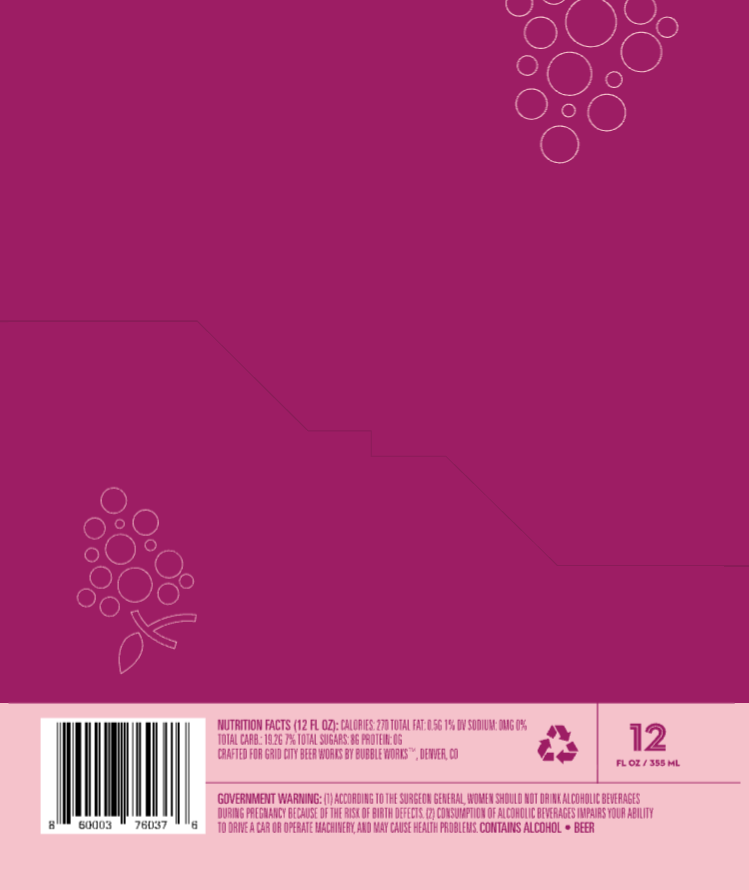 NUTRITION FACTS (12 FL OZ): CALORIES: 270 TOTAL FAT: 0.5G 1% DV SODIUM: 0MG 0%
TOTAL CARB.: 19.2G 7% TOTAL SUGARS: 8G PROTEIN: 0G
CRAFTED FOR GRID CITY BEER WORKS BY BUBBLE WORKS™, DENVER, CO
12
FL OZ / 355 ML
GOVERNMENT WARNING: (1) ACCORDING TO THE SURGEON GENERAL, WOMEN SHOULD NOT DRINK ALCOHOLIC BEVERAGES
DURING PREGNANCY BECAUSE OF THE RISK OF BIRTH DEFECTS. (2) CONSUMPTION OF ALCOHOLIC BEVERAGES IMPAIRS YOUR ABILITY
TO DRIVE A CAR OR OPERATE MACHINERY, AND MAY CAUSE HEALTH PROBLEMS. CONTAINS ALCOHOL • BEER
8 60003 76037 6